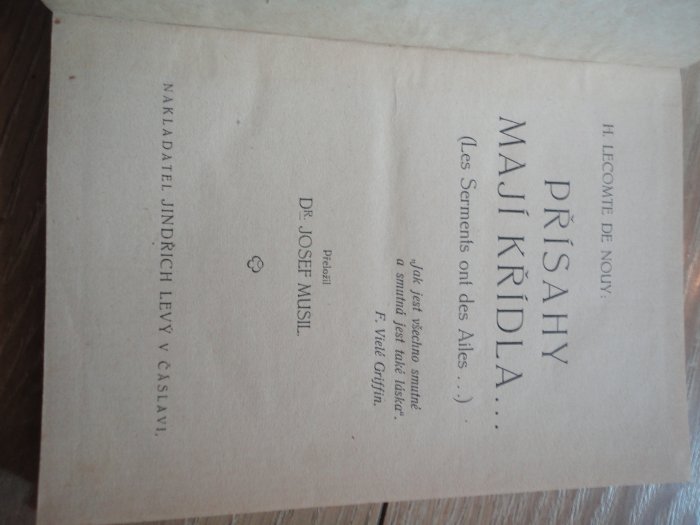 H. LECOMTE DE NOUY:
PŘÍSAHY
MAJÍ KŘÍDLA...
(Les Serments ont des Ailes...)
„Jak jest všechno smutné
a smutná jest také láska“.
F. Vielé Griffin.
Přeložil
DR. JOSEF MUSIL.
NAKLADATEL JINDŘICH LEVÝ V ČÁSLAVI.